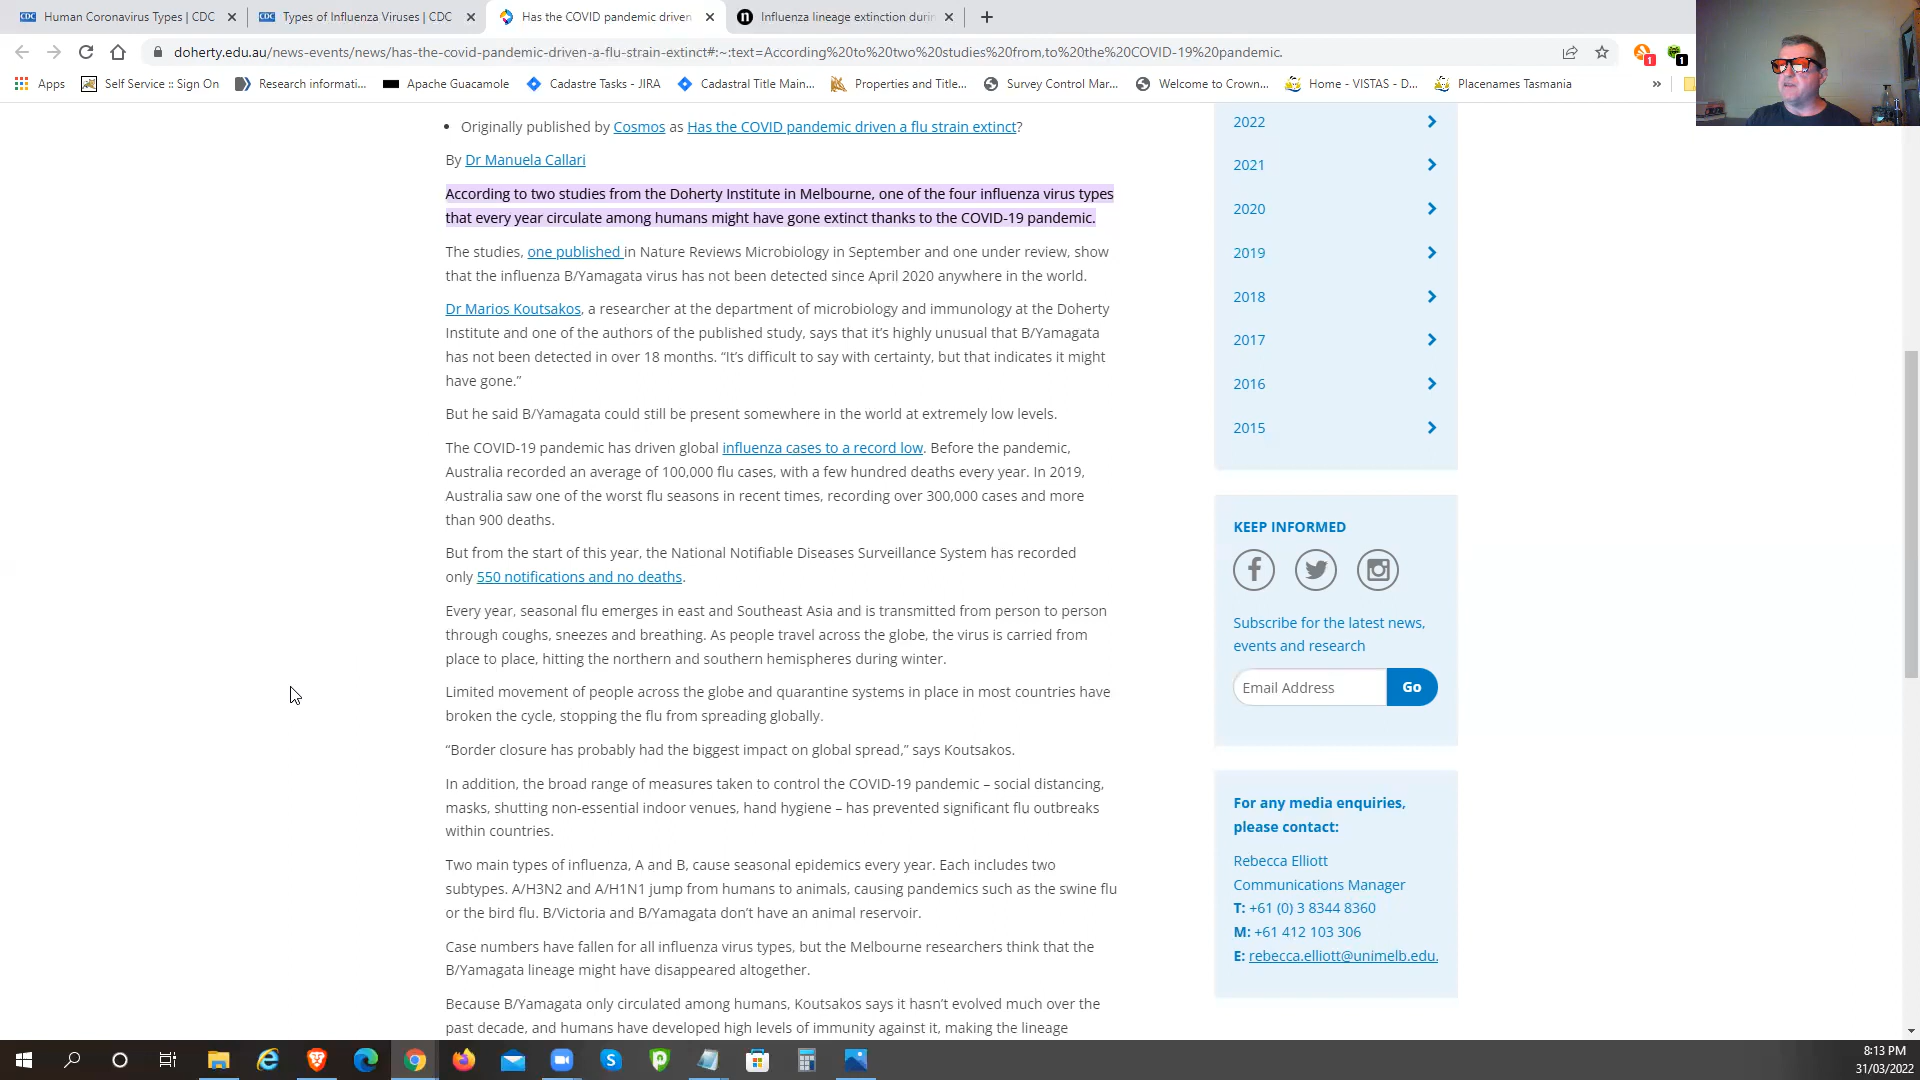 Human Coronavirus Types | CDC
Types of Influenza Viruses | CDC
Has the COVID pandemic driven
Influenza lineage extinction duri
doherty.edu.au/news-events/news/has-the-covid-pandemic-driven-a-flu-strain-extinct#:~:text=According%20to%20two%20studies%20from,to%20the%20COVID-19%20pandemic.
1
1
Apps
Self Service :: Sign On
Research informati...
Apache Guacamole
Cadastre Tasks - JIRA
Cadastral Title Main...
Properties and Title...
Survey Control Mar...
Welcome to Crown...
Home - VISTAS - D...
Placenames Tasmania
»
• Originally published by Cosmos as Has the COVID pandemic driven a flu strain extinct?
By Dr Manuela Callari
According to two studies from the Doherty Institute in Melbourne, one of the four influenza virus types
that every year circulate among humans might have gone extinct thanks to the COVID-19 pandemic.
The studies, one published in Nature Reviews Microbiology in September and one under review, show
that the influenza B/Yamagata virus has not been detected since April 2020 anywhere in the world.
Dr Marios Koutsakos, a researcher at the department of microbiology and immunology at the Doherty
Institute and one of the authors of the published study, says that it's highly unusual that B/Yamagata
has not been detected in over 18 months. “It's difficult to say with certainty, but that indicates it might
have gone.”
But he said B/Yamagata could still be present somewhere in the world at extremely low levels.
The COVID-19 pandemic has driven global influenza cases to a record low. Before the pandemic,
Australia recorded an average of 100,000 flu cases, with a few hundred deaths every year. In 2019,
Australia saw one of the worst flu seasons in recent times, recording over 300,000 cases and more
than 900 deaths.
But from the start of this year, the National Notifiable Diseases Surveillance System has recorded
only 550 notifications and no deaths.
Every year, seasonal flu emerges in east and Southeast Asia and is transmitted from person to person
through coughs, sneezes and breathing. As people travel across the globe, the virus is carried from
place to place, hitting the northern and southern hemispheres during winter.
Limited movement of people across the globe and quarantine systems in place in most countries have
broken the cycle, stopping the flu from spreading globally.
“Border closure has probably had the biggest impact on global spread,” says Koutsakos.
In addition, the broad range of measures taken to control the COVID-19 pandemic – social distancing,
masks, shutting non-essential indoor venues, hand hygiene – has prevented significant flu outbreaks
within countries.
Two main types of influenza, A and B, cause seasonal epidemics every year. Each includes two
subtypes. A/H3N2 and A/H1N1 jump from humans to animals, causing pandemics such as the swine flu
or the bird flu. B/Victoria and B/Yamagata don't have an animal reservoir.
Case numbers have fallen for all influenza virus types, but the Melbourne researchers think that the
B/Yamagata lineage might have disappeared altogether.
Because B/Yamagata only circulated among humans, Koutsakos says it hasn't evolved much over the
past decade, and humans have developed high levels of immunity against it, making the lineage
2022
2021
2020
2019
2018
2017
2016
2015
KEEP INFORMED
Subscribe for the latest news,
events and research
Email Address
Go
For any media enquiries,
please contact:
Rebecca Elliott
Communications Manager
T: +61 (0) 3 8344 8360
M: +61 412 103 306
E: rebecca.elliott@unimelb.edu.
8:13 PM
31/03/2022